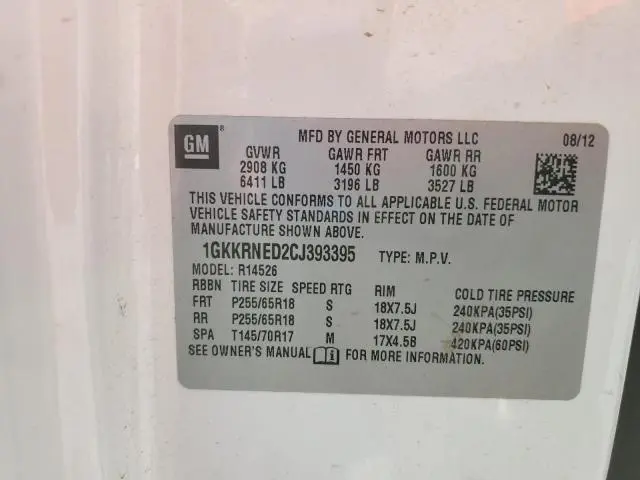 GM ® MFD BY GENERAL MOTORS LLC 08/12
GVWR GAWR FRT GAWR RR
2908 KG 1450 KG 1600 KG
6411 LB 3196 LB 3527 LB
THIS VEHICLE CONFORMS TO ALL APPLICABLE U.S. FEDERAL MOTOR
VEHICLE SAFETY STANDARDS IN EFFECT ON THE DATE OF
MANUFACTURE SHOWN ABOVE.
1GKKRNED2CJ393395 TYPE: M.P.V.
MODEL: R14526
RBBN TIRE SIZE SPEED RTG RIM COLD TIRE PRESSURE
FRT P255/65R18 S 18X7.5J 240KPA(35PSI)
RR P255/65R18 S 18X7.5J 240KPA(35PSI)
SPA T145/70R17 M 17X4.5B 420KPA(60PSI)
SEE OWNER'S MANUAL i FOR MORE INFORMATION.